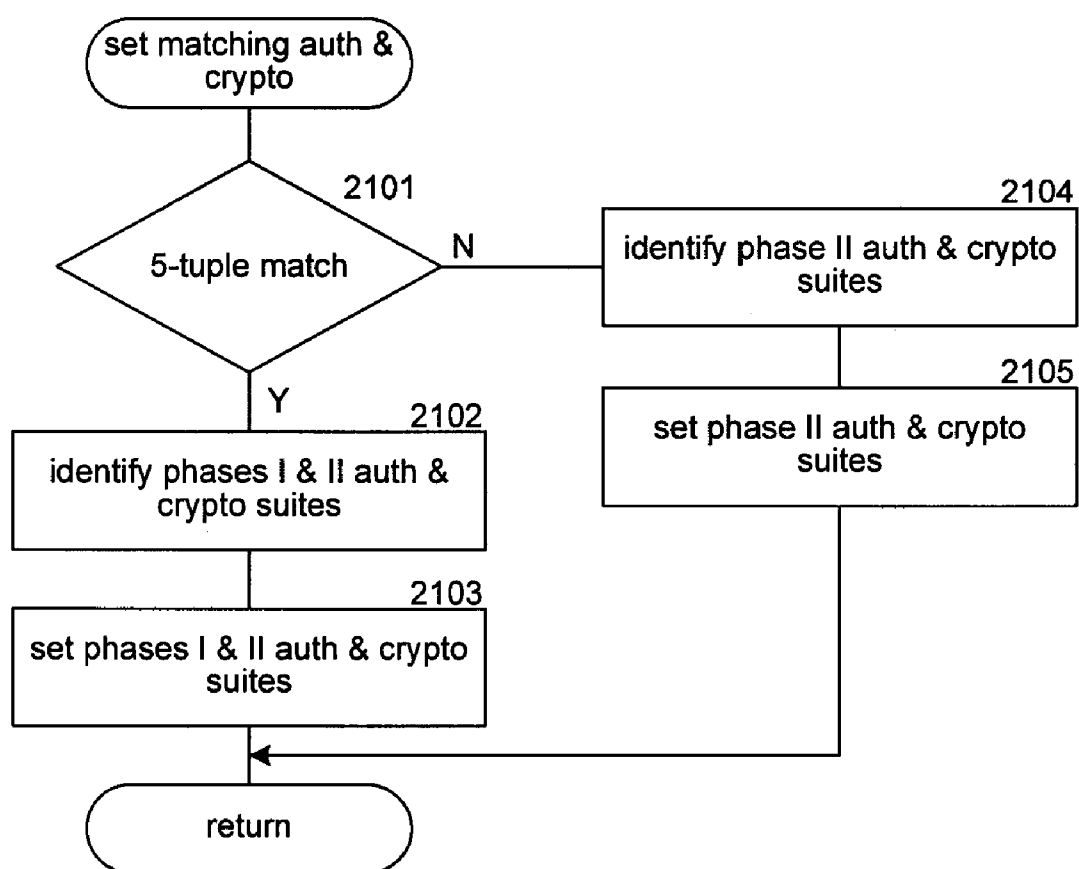 set matching auth &
crypto
2101
5-tuple match
N
Y
2102
identify phases I & II auth &
crypto suites
2103
set phases I & II auth & crypto
suites
2104
identify phase II auth & crypto
suites
2105
set phase II auth & crypto
suites
return